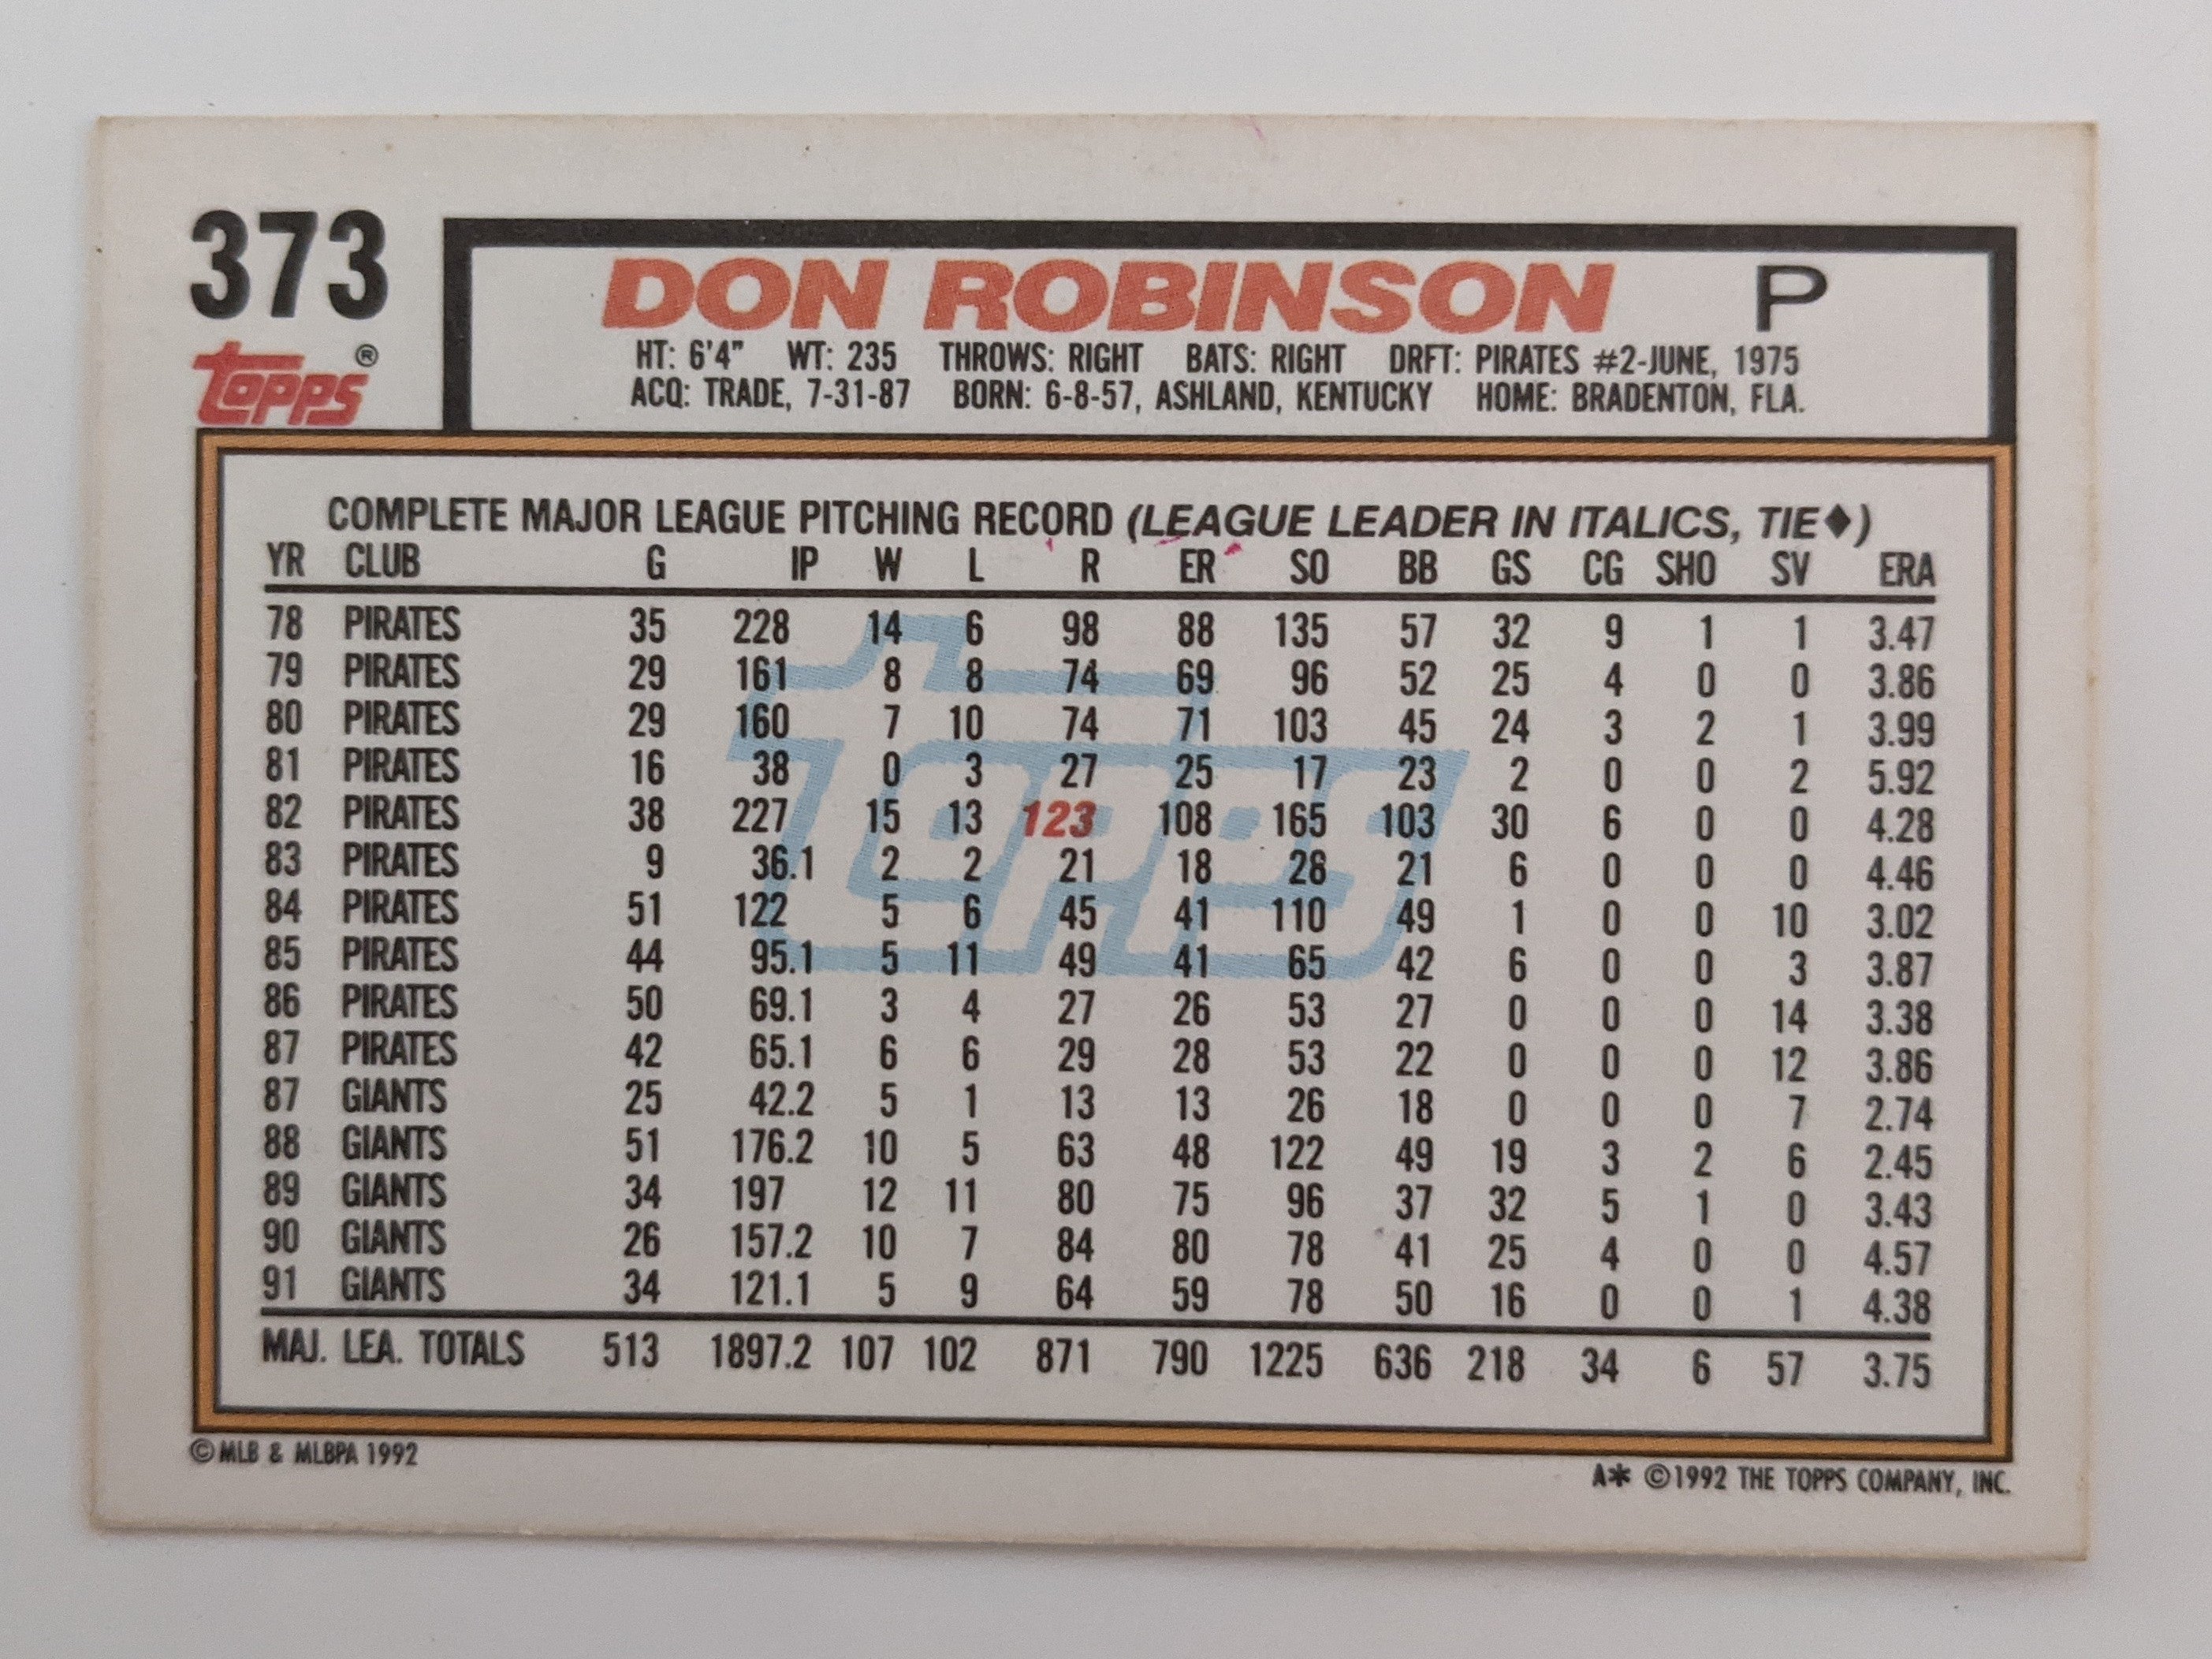 373
DON ROBINSON P
topps®
HT: 6'4" WT: 235 THROWS: RIGHT BATS: RIGHT DRFT: PIRATES #2-JUNE, 1975
ACQ: TRADE, 7-31-87 BORN: 6-8-57, ASHLAND, KENTUCKY HOME: BRADENTON, FLA.
COMPLETE MAJOR LEAGUE PITCHING RECORD (LEAGUE LEADER IN ITALICS, TIE♦)
YR CLUB G IP W L R ER SO BB GS CG SHO SV ERA
78 PIRATES 35 228 14 6 98 88 135 57 32 9 1 1 3.47
79 PIRATES 29 161 8 8 74 69 96 52 25 4 0 0 3.86
80 PIRATES 29 160 7 10 74 71 103 45 24 3 2 1 3.99
81 PIRATES 16 38 0 3 27 25 17 23 2 0 0 2 5.92
82 PIRATES 38 227 15 13 123 108 165 103 30 6 0 0 4.28
83 PIRATES 9 36.1 2 2 21 18 28 21 6 0 0 0 4.46
84 PIRATES 51 122 5 6 45 41 110 49 1 0 0 10 3.02
85 PIRATES 44 95.1 5 11 49 41 65 42 6 0 0 3 3.87
86 PIRATES 50 69.1 3 4 27 26 53 27 0 0 0 14 3.38
87 PIRATES 42 65.1 6 6 29 28 53 22 0 0 0 12 3.86
87 GIANTS 25 42.2 5 1 13 13 26 18 0 0 0 7 2.74
88 GIANTS 51 176.2 10 5 63 48 122 49 19 3 2 6 2.45
89 GIANTS 34 197 12 11 80 75 96 37 32 5 1 0 3.43
90 GIANTS 26 157.2 10 7 84 80 78 41 25 4 0 0 4.57
91 GIANTS 34 121.1 5 9 64 59 78 50 16 0 0 1 4.38
MAJ. LEA. TOTALS 513 1897.2 107 102 871 790 1225 636 218 34 6 57 3.75
topps
©MLB & MLBPA 1992
A* ©1992 THE TOPPS COMPANY, INC.